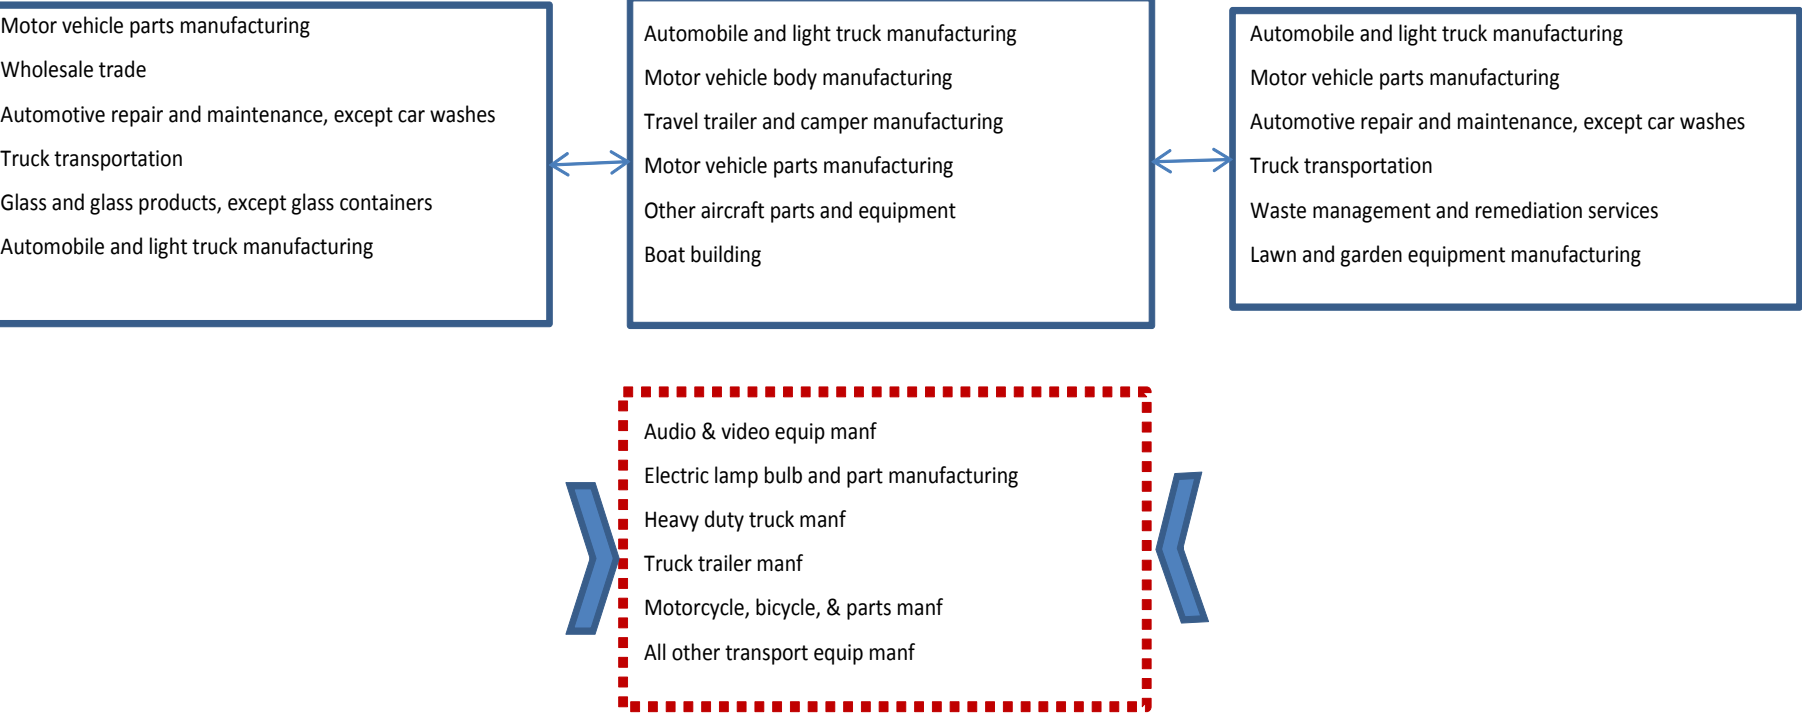 Motor vehicle parts manufacturing
Wholesale trade
Automotive repair and maintenance, except car washes
Truck transportation
Glass and glass products, except glass containers
Automobile and light truck manufacturing
Automobile and light truck manufacturing
Motor vehicle body manufacturing
Travel trailer and camper manufacturing
Motor vehicle parts manufacturing
Other aircraft parts and equipment
Boat building
Automobile and light truck manufacturing
Motor vehicle parts manufacturing
Automotive repair and maintenance, except car washes
Truck transportation
Waste management and remediation services
Lawn and garden equipment manufacturing
Audio & video equip manf
Electric lamp bulb and part manufacturing
Heavy duty truck manf
Truck trailer manf
Motorcycle, bicycle, & parts manf
All other transport equip manf